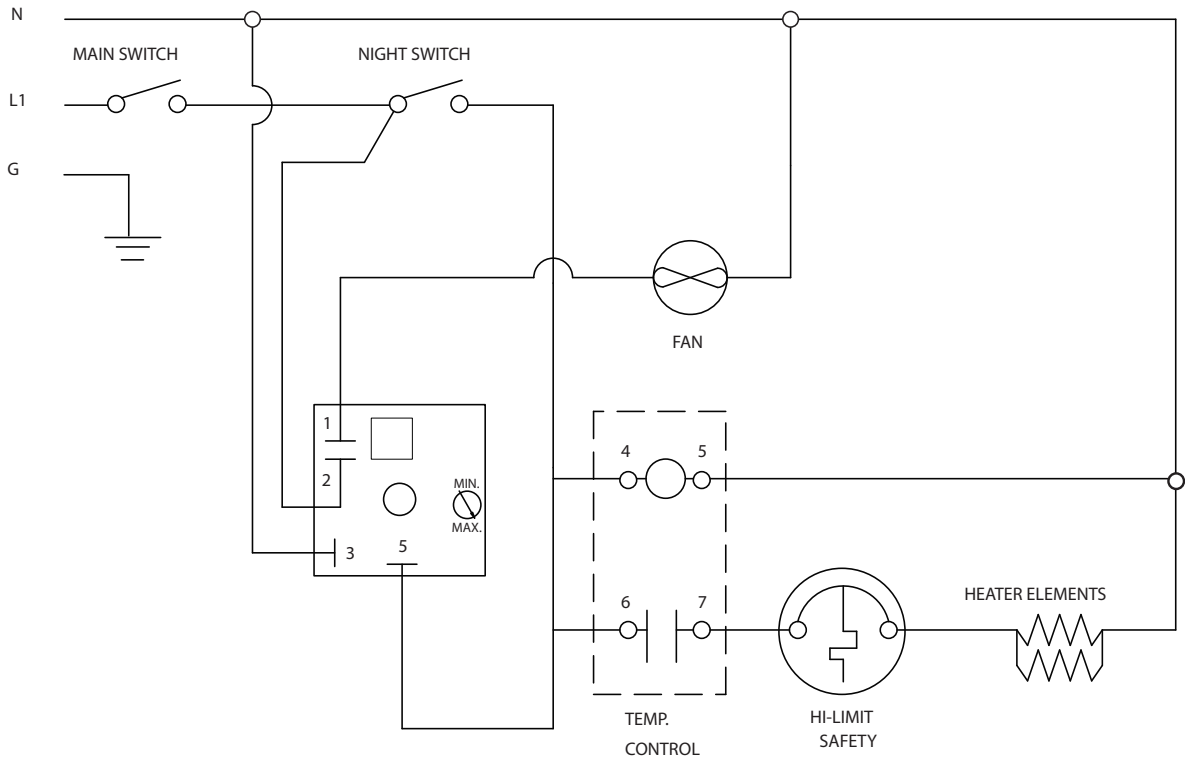 N
MAIN SWITCH
NIGHT SWITCH
L1
G
FAN
1
2
MIN.
MAX.
3
5
4
5
6
7
HEATER ELEMENTS
TEMP.
CONTROL
HI-LIMIT
SAFETY